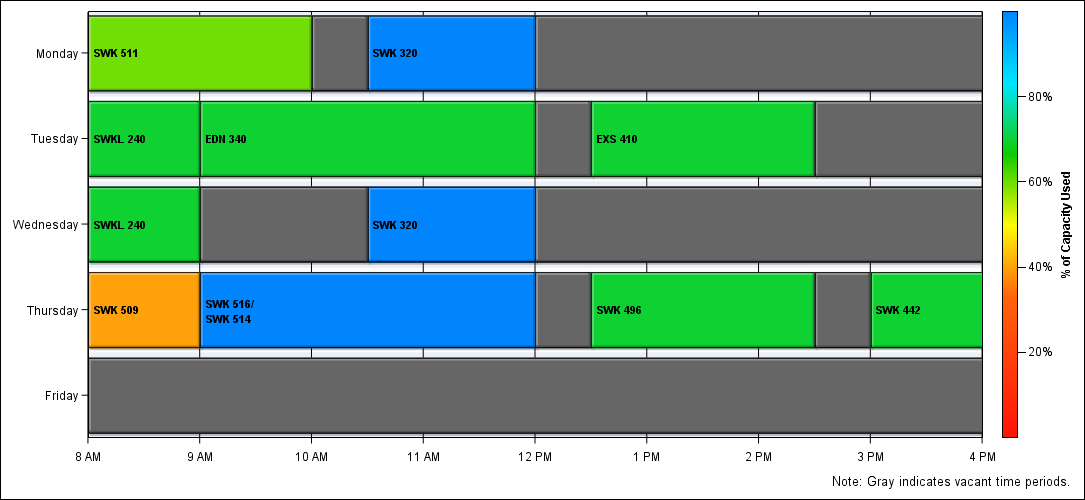 Monday
SWK 511
SWK 320
Tuesday
SWKL 240
EDN 340
EXS 410
Wednesday
SWKL 240
SWK 320
Thursday
SWK 509
SWK 516/
SWK 514
SWK 496
SWK 442
Friday
8 AM 9 AM 10 AM 11 AM 12 PM 1 PM 2 PM 3 PM 4 PM
80%
60%
40%
20%
% of Capacity Used
Note: Gray indicates vacant time periods.